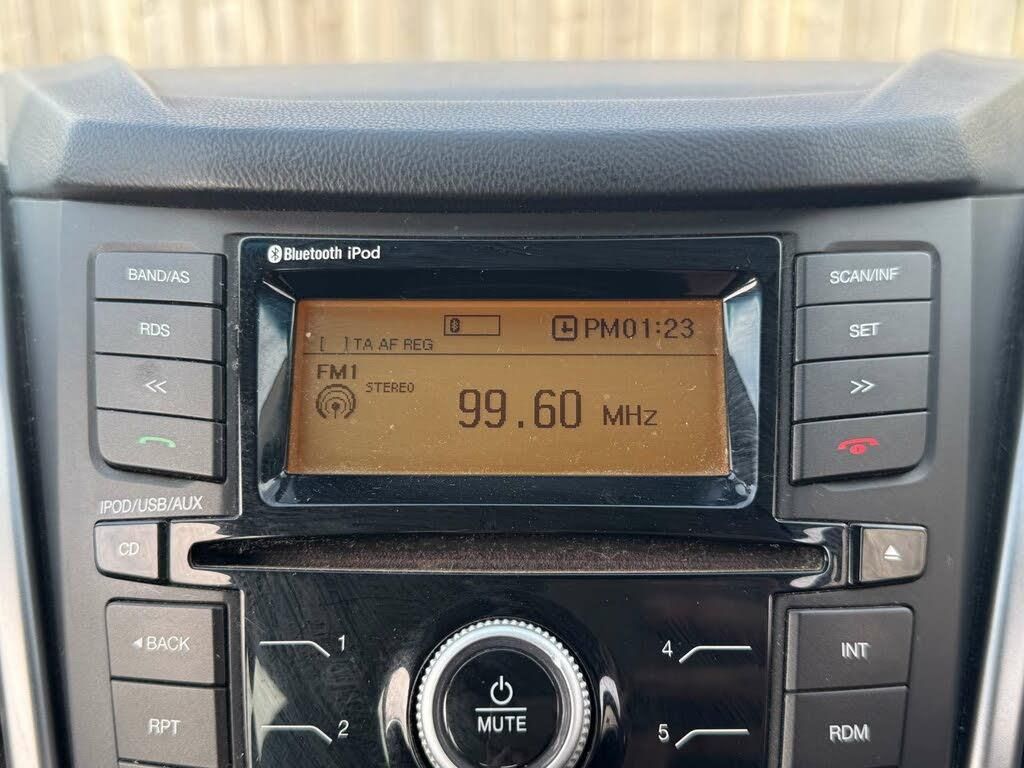 Bluetooth iPod
BAND/AS
SCAN/INF
RDS
SET
PM01:23
[ ] TA AF REG
FM1
STEREO
99.60 MHz
IPOD/USB/AUX
CD
BACK
1
4
INT
RPT
2
5
RDM
MUTE